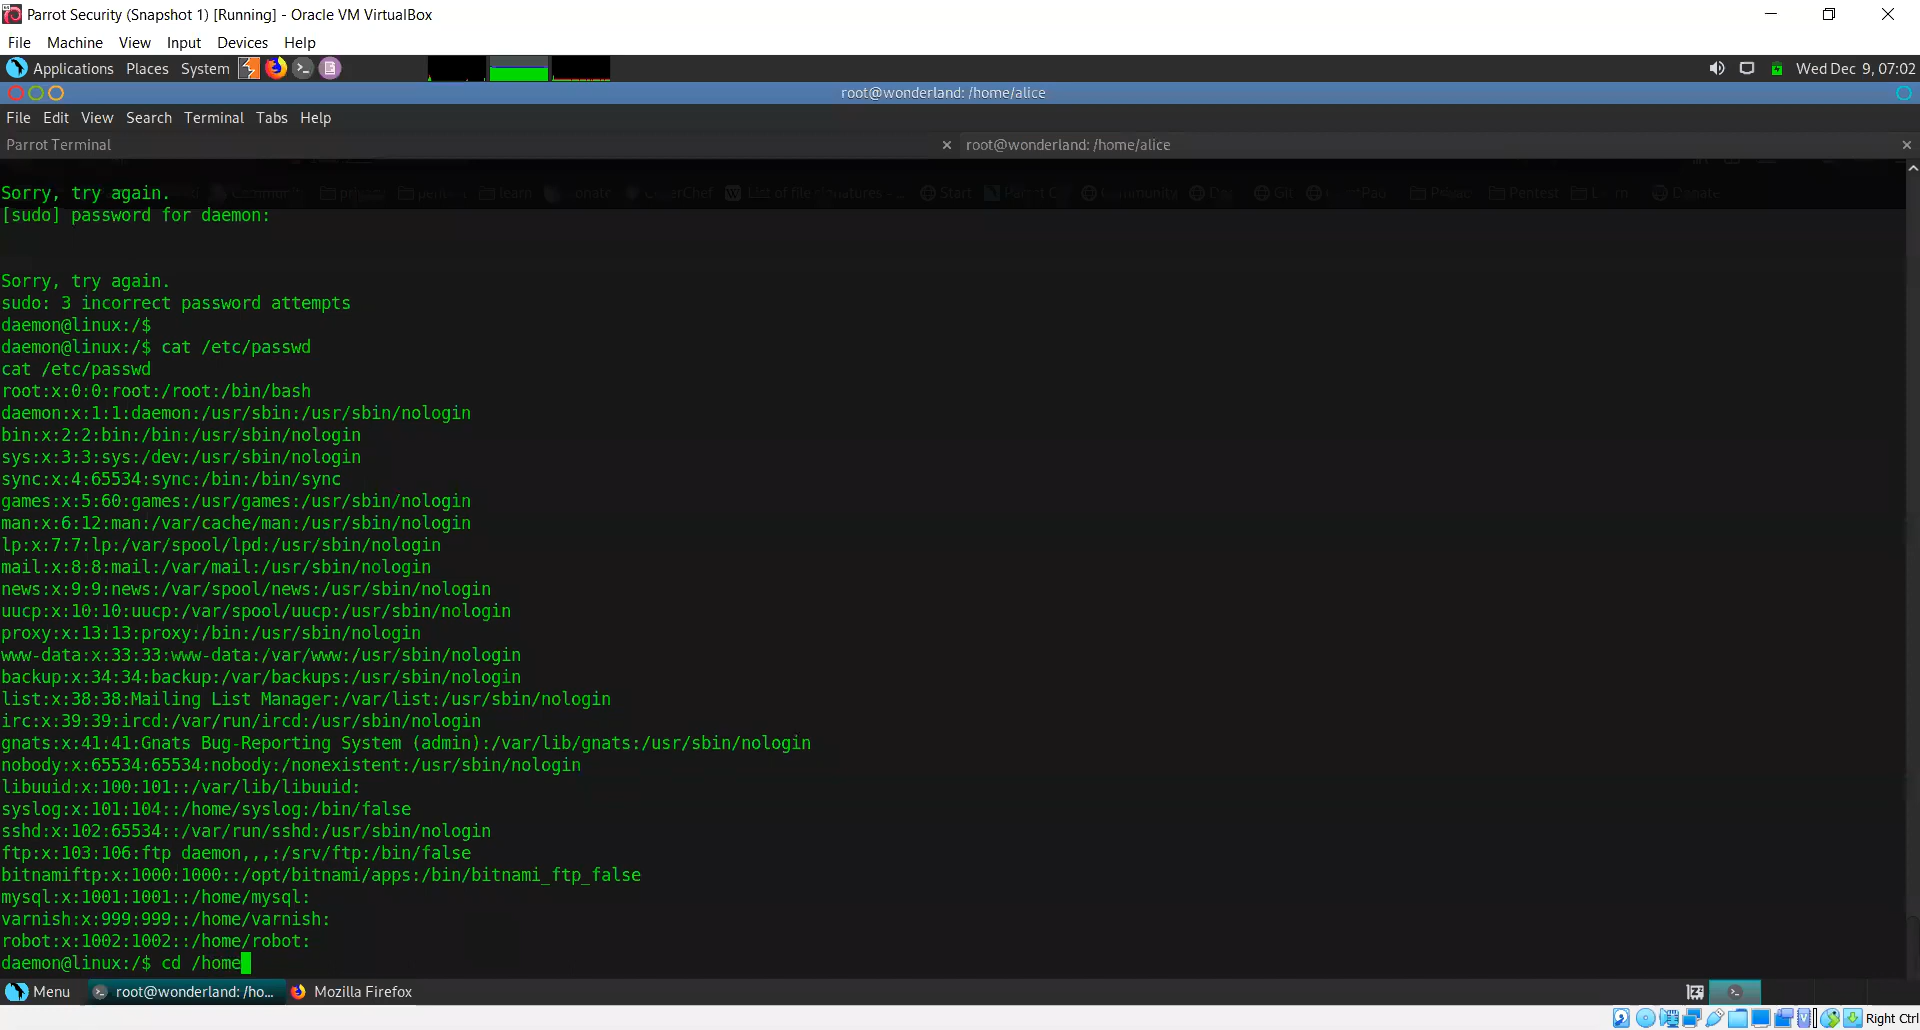 Parrot Security (Snapshot 1) [Running] - Oracle VM VirtualBox
File Machine View Input Devices Help
Applications Places System Wed Dec 9, 07:02
root@wonderland: /home/alice
File Edit View Search Terminal Tabs Help
Parrot Terminal × root@wonderland: /home/alice ×
List of file signatures - Start Community Git Pentest Donate
Sorry, try again.
[sudo] password for daemon:
Sorry, try again.
sudo: 3 incorrect password attempts
daemon@linux:/$
daemon@linux:/$ cat /etc/passwd
cat /etc/passwd
root:x:0:0:root:/root:/bin/bash
daemon:x:1:1:daemon:/usr/sbin:/usr/sbin/nologin
bin:x:2:2:bin:/bin:/usr/sbin/nologin
sys:x:3:3:sys:/dev:/usr/sbin/nologin
sync:x:4:65534:sync:/bin:/bin/sync
games:x:5:60:games:/usr/games:/usr/sbin/nologin
man:x:6:12:man:/var/cache/man:/usr/sbin/nologin
lp:x:7:7:lp:/var/spool/lpd:/usr/sbin/nologin
mail:x:8:8:mail:/var/mail:/usr/sbin/nologin
news:x:9:9:news:/var/spool/news:/usr/sbin/nologin
uucp:x:10:10:uucp:/var/spool/uucp:/usr/sbin/nologin
proxy:x:13:13:proxy:/bin:/usr/sbin/nologin
www-data:x:33:33:www-data:/var/www:/usr/sbin/nologin
backup:x:34:34:backup:/var/backups:/usr/sbin/nologin
list:x:38:38:Mailing List Manager:/var/list:/usr/sbin/nologin
irc:x:39:39:ircd:/var/run/ircd:/usr/sbin/nologin
gnats:x:41:41:Gnats Bug-Reporting System (admin):/var/lib/gnats:/usr/sbin/nologin
nobody:x:65534:65534:nobody:/nonexistent:/usr/sbin/nologin
libuuid:x:100:101::/var/lib/libuuid:
syslog:x:101:104::/home/syslog:/bin/false
sshd:x:102:65534::/var/run/sshd:/usr/sbin/nologin
ftp:x:103:106:ftp daemon,,,:/srv/ftp:/bin/false
bitnamiftp:x:1000:1000::/opt/bitnami/apps:/bin/bitnami_ftp_false
mysql:x:1001:1001::/home/mysql:
varnish:x:999:999::/home/varnish:
robot:x:1002:1002::/home/robot:
daemon@linux:/$ cd /home
Menu root@wonderland: /ho... Mozilla Firefox
Right Ctrl